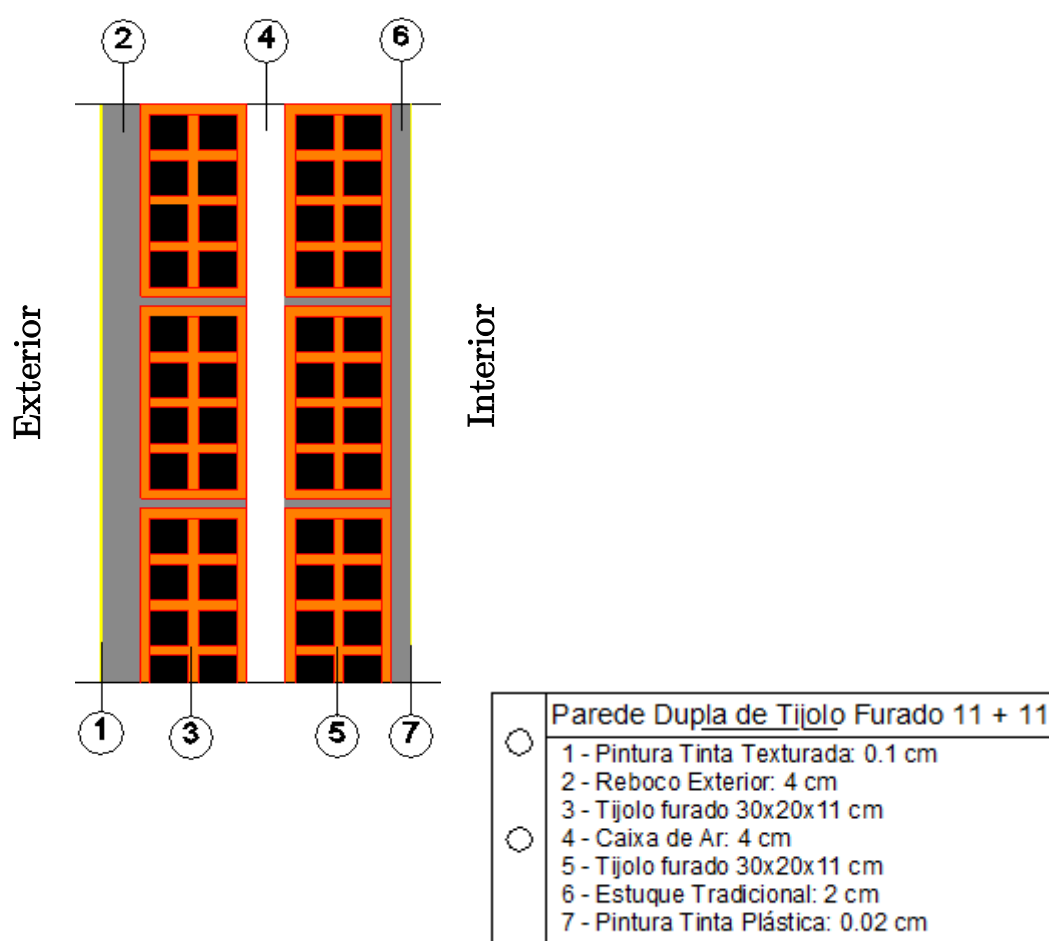 2
4
6
Exterior
Interior
1
3
5
7
Parede Dupla de Tijolo Furado 11 + 11
1 - Pintura Tinta Texturada: 0.1 cm
2 - Reboco Exterior: 4 cm
3 - Tijolo furado 30x20x11 cm
4 - Caixa de Ar: 4 cm
5 - Tijolo furado 30x20x11 cm
6 - Estuque Tradicional: 2 cm
7 - Pintura Tinta Plástica: 0.02 cm